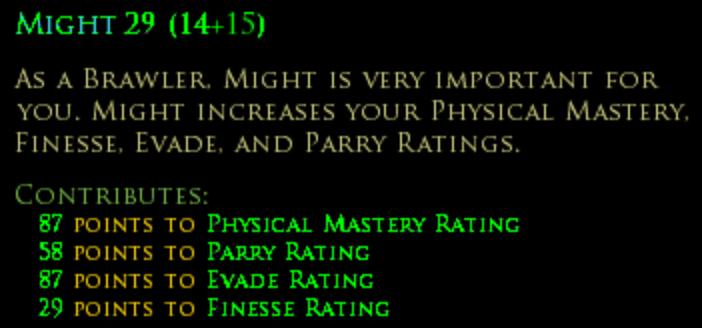 Might 29 (14+15)
As a Brawler, Might is very important for
you. Might increases your Physical Mastery,
Finesse, Evade, and Parry Ratings.
Contributes:
87 points to Physical Mastery Rating
58 points to Parry Rating
87 points to Evade Rating
29 points to Finesse Rating